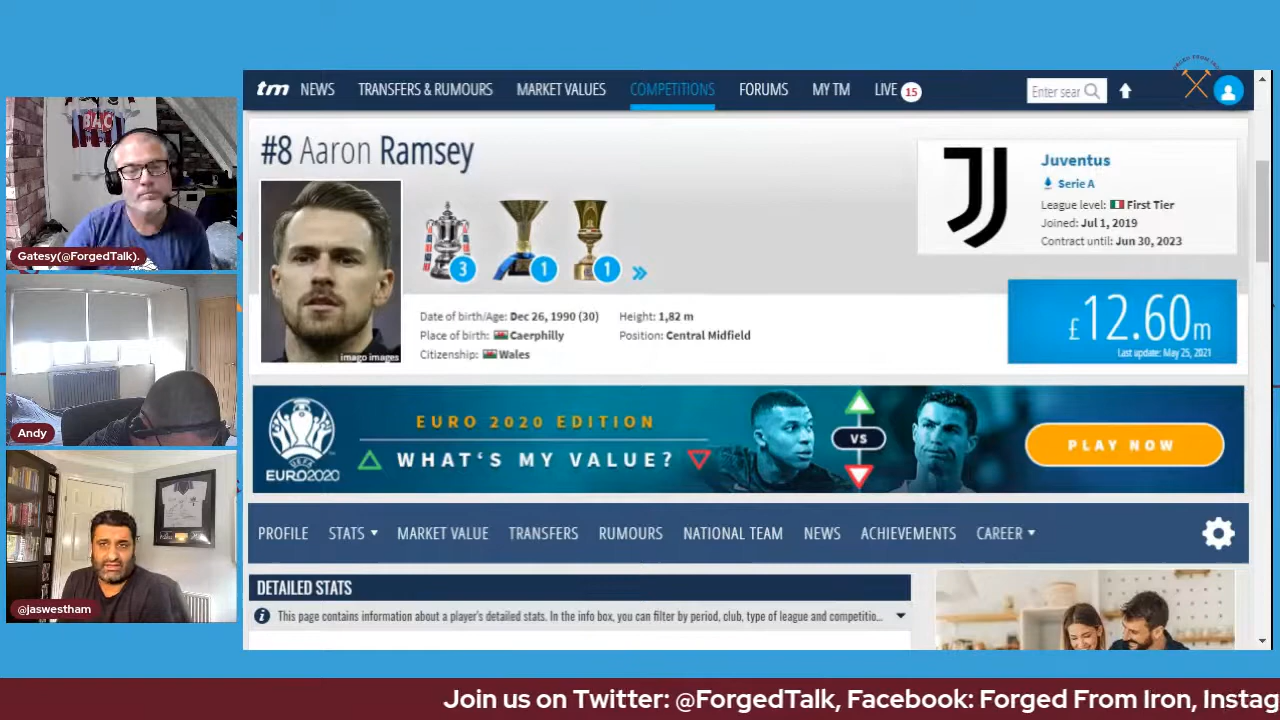 FORGED FROM IRON
tm NEWS TRANSFERS & RUMOURS MARKET VALUES COMPETITIONS FORUMS MY TM LIVE 15 Enter sear
#8 Aaron Ramsey
Juventus
Serie A
League level: First Tier
Joined: Jul 1, 2019
Contract until: Jun 30, 2023
3 1 1 »
BAC
Gatesy(@ForgedTalk).
imago images
Date of birth/Age: Dec 26, 1990 (30) Height: 1,82 m
Place of birth: Caerphilly Position: Central Midfield
Citizenship: Wales
£12.60m
Last update: May 25, 2021
Andy
EURO2020
EURO 2020 EDITION
WHAT'S MY VALUE?
VS
PLAY NOW
PROFILE STATS MARKET VALUE TRANSFERS RUMOURS NATIONAL TEAM NEWS ACHIEVEMENTS CAREER
@jaswestham
DETAILED STATS
This page contains information about a player's detailed stats. In the info box, you can filter by period, club, type of league and competitio...
Join us on Twitter: @ForgedTalk, Facebook: Forged From Iron, Instag